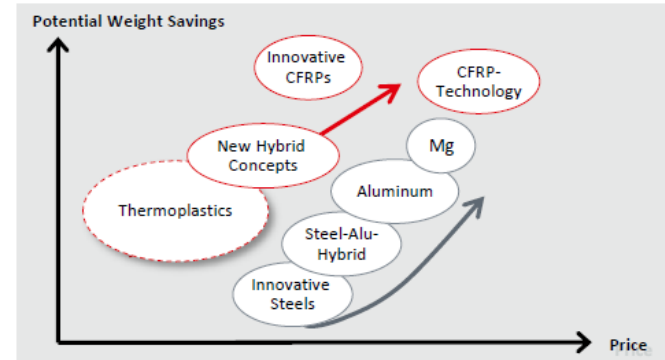 Potential Weight Savings
Innovative
CFRPs
CFRP-
Technology
New Hybrid
Concepts
Mg
Aluminum
Thermoplastics
Steel-Alu-
Hybrid
Innovative
Steels
Price
Price